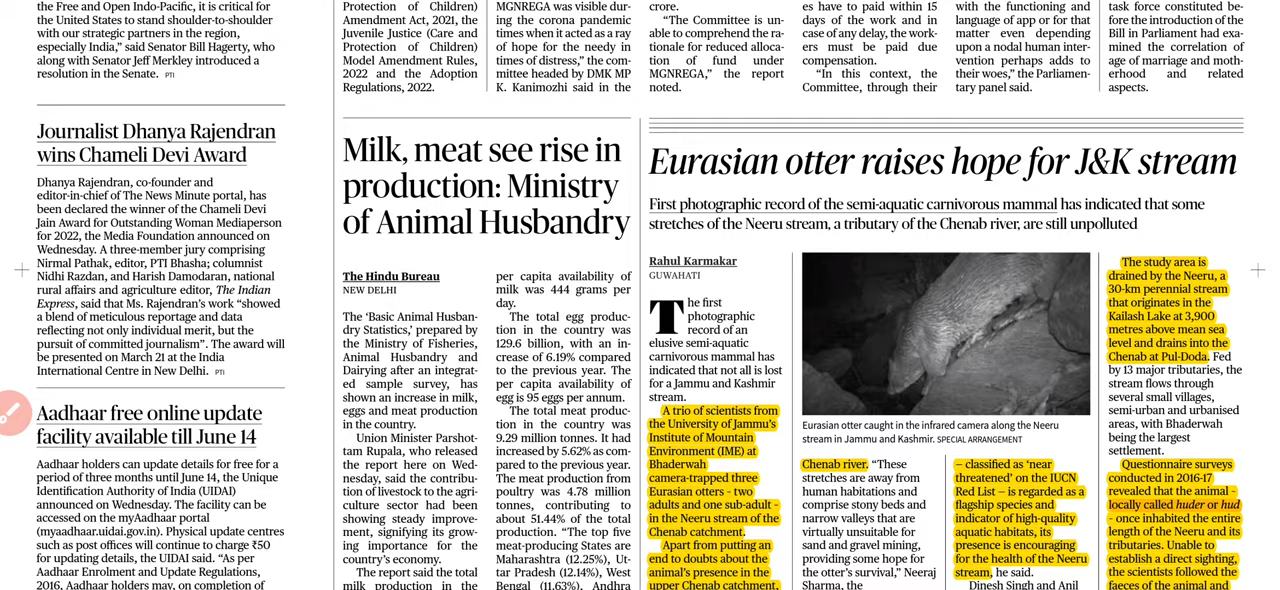 the Free and Open Indo-Pacific, it is critical for
the United States to stand shoulder-to-shoulder
with our strategic partners in the region,
especially India,” said Senator Bill Hagerty, who
along with Senator Jeff Merkley introduced a
resolution in the Senate. PTI
Journalist Dhanya Rajendran
wins Chameli Devi Award
Dhanya Rajendran, co-founder and
editor-in-chief of The News Minute portal, has
been declared the winner of the Chameli Devi
Jain Award for Outstanding Woman Mediaperson
for 2022, the Media Foundation announced on
Wednesday. A three-member jury comprising
Nirmal Pathak, editor, PTI Bhasha; columnist
Nidhi Razdan, and Harish Damodaran, national
rural affairs and agriculture editor, The Indian
Express, said that Ms. Rajendran’s work “showed
a blend of meticulous reportage and data
reflecting not only individual merit, but the
pursuit of committed journalism”. The award will
be presented on March 21 at the India
International Centre in New Delhi. PTI
Aadhaar free online update
facility available till June 14
Aadhaar holders can update details for free for a
period of three months until June 14, the Unique
Identification Authority of India (UIDAI)
announced on Wednesday. The facility can be
accessed on the myAadhaar portal
(myaadhaar.uidai.gov.in). Physical update centres
such as post offices will continue to charge ₹50
for updating details, the UIDAI said. “As per
Aadhaar Enrolment and Update Regulations,
2016, Aadhaar holders may, on completion of
Protection of Children)
Amendment Act, 2021, the
Juvenile Justice (Care and
Protection of Children)
Model Amendment Rules,
2022 and the Adoption
Regulations, 2022.
MGNREGA was visible dur-
ing the corona pandemic
times when it acted as a ray
of hope for the needy in
times of distress,” the com-
mittee headed by DMK MP
K. Kanimozhi said in the
crore.
“The Committee is un-
able to comprehend the ra-
tionale for reduced alloca-
tion of fund under
MGNREGA,” the report
noted.
es have to paid within 15
days of the work and in
case of any delay, the work-
ers must be paid due
compensation.
“In this context, the
Committee, through their
with the functioning and
language of app or for that
matter even depending
upon a nodal human inter-
vention perhaps adds to
their woes,” the Parliamen-
tary panel said.
task force constituted be-
fore the introduction of the
Bill in Parliament had exa-
mined the correlation of
age of marriage and moth-
erhood and related
aspects.
Milk, meat see rise in
production: Ministry
of Animal Husbandry
The Hindu Bureau
NEW DELHI
The ‘Basic Animal Husban-
dry Statistics,’ prepared by
the Ministry of Fisheries,
Animal Husbandry and
Dairying after an integrat-
ed sample survey, has
shown an increase in milk,
eggs and meat production
in the country.
Union Minister Parshot-
tam Rupala, who released
the report here on Wed-
nesday, said the contribu-
tion of livestock to the agri-
culture sector had been
showing steady improve-
ment, signifying its grow-
ing importance for the
country’s economy.
The report said the total
milk production in the
per capita availability of
milk was 444 grams per
day.
The total egg produc-
tion in the country was
129.6 billion, with an in-
crease of 6.19% compared
to the previous year. The
per capita availability of
egg is 95 eggs per annum.
The total meat produc-
tion in the country was
9.29 million tonnes. It had
increased by 5.62% as com-
pared to the previous year.
The meat production from
poultry was 4.78 million
tonnes, contributing to
about 51.44% of the total
production. “The top five
meat-producing States are
Maharashtra (12.25%), Ut-
tar Pradesh (12.14%), West
Bengal (11.63%), Andhra
Eurasian otter raises hope for J&K stream
First photographic record of the semi-aquatic carnivorous mammal has indicated that some
stretches of the Neeru stream, a tributary of the Chenab river, are still unpolluted
Rahul Karmakar
GUWAHATI
The first
photographic
record of an
elusive semi-aquatic
carnivorous mammal has
indicated that not all is lost
for a Jammu and Kashmir
stream.
A trio of scientists from
the University of Jammu’s
Institute of Mountain
Environment (IME) at
Bhaderwah
camera-trapped three
Eurasian otters - two
adults and one sub-adult -
in the Neeru stream of the
Chenab catchment.
Apart from putting an
end to doubts about the
animal’s presence in the
upper Chenab catchment,
Eurasian otter caught in the infrared camera along the Neeru
stream in Jammu and Kashmir. SPECIAL ARRANGEMENT
Chenab river. “These
stretches are away from
human habitations and
comprise stony beds and
narrow valleys that are
virtually unsuitable for
sand and gravel mining,
providing some hope for
the otter’s survival,” Neeraj
Sharma, the
– classified as ‘near
threatened’ on the IUCN
Red List – is regarded as a
flagship species and
indicator of high-quality
aquatic habitats, its
presence is encouraging
for the health of the Neeru
stream, he said.
Dinesh Singh and Anil
The study area is
drained by the Neeru, a
30-km perennial stream
that originates in the
Kailash Lake at 3,900
metres above mean sea
level and drains into the
Chenab at Pul-Doda. Fed
by 13 major tributaries, the
stream flows through
several small villages,
semi-urban and urbanised
areas, with Bhaderwah
being the largest
settlement.
Questionnaire surveys
conducted in 2016-17
revealed that the animal -
locally called huder or hud
- once inhabited the entire
length of the Neeru and its
tributaries. Unable to
establish a direct sighting,
the scientists followed the
faeces of the animal and